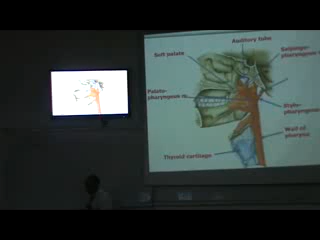 Auditory tube
Soft palate
Salpingo-
pharyngeus m.
Palato-
pharyngeus m.
Stylo-
pharyngeus m.
Wall of
pharynx
Thyroid cartilage